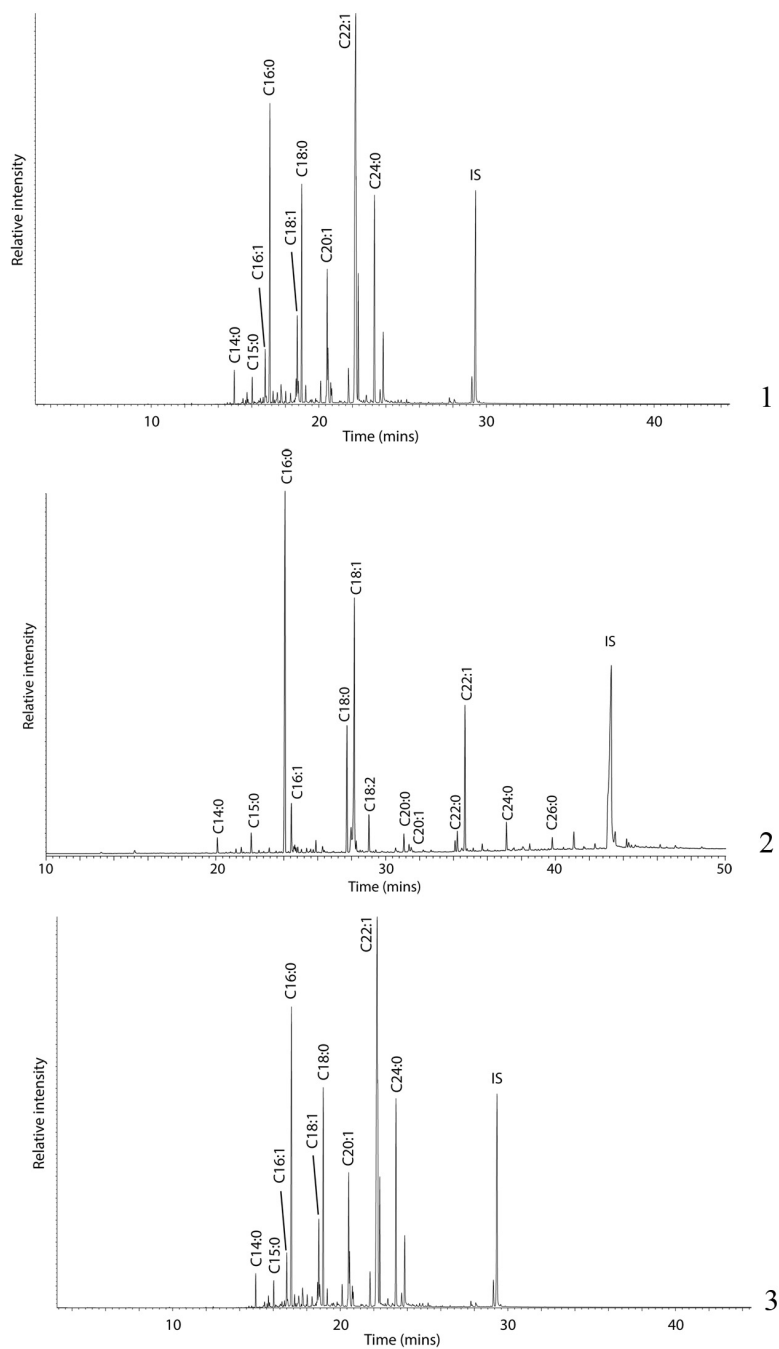 C22:1
C16:0
C18:0
C24:0
IS
C18:1
C20:1
C16:1
C14:0
C15:0
Relative intensity
10 20 30 40
Time (mins)
1
C16:0
C18:1
IS
C22:1
C18:0
C16:1
C18:2
C14:0
C15:0
C20:0
C20:1
C22:0
C24:0
C26:0
Relative intensity
10 20 30 40 50
Time (mins)
2
C22:1
C16:0
C18:0
C24:0
IS
C18:1
C20:1
C16:1
C14:0
C15:0
Relative intensity
10 20 30 40
Time (mins)
3